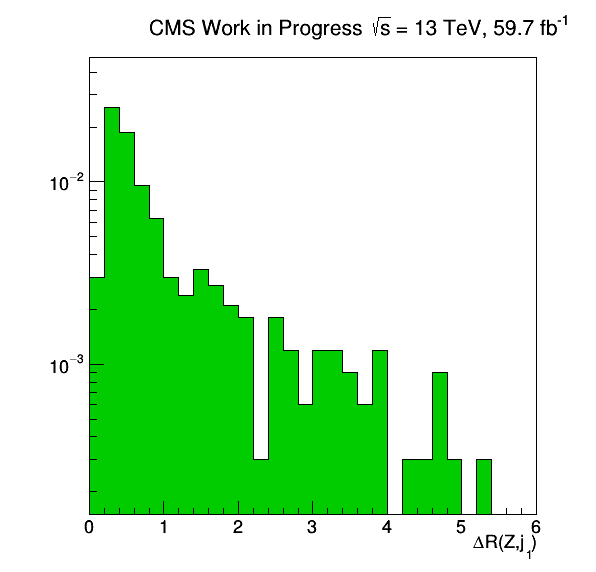 CMS Work in Progress √s = 13 TeV, 59.7 fb⁻¹
10⁻²
10⁻³
0 1 2 3 4 5 6
ΔR(Z,j₁)